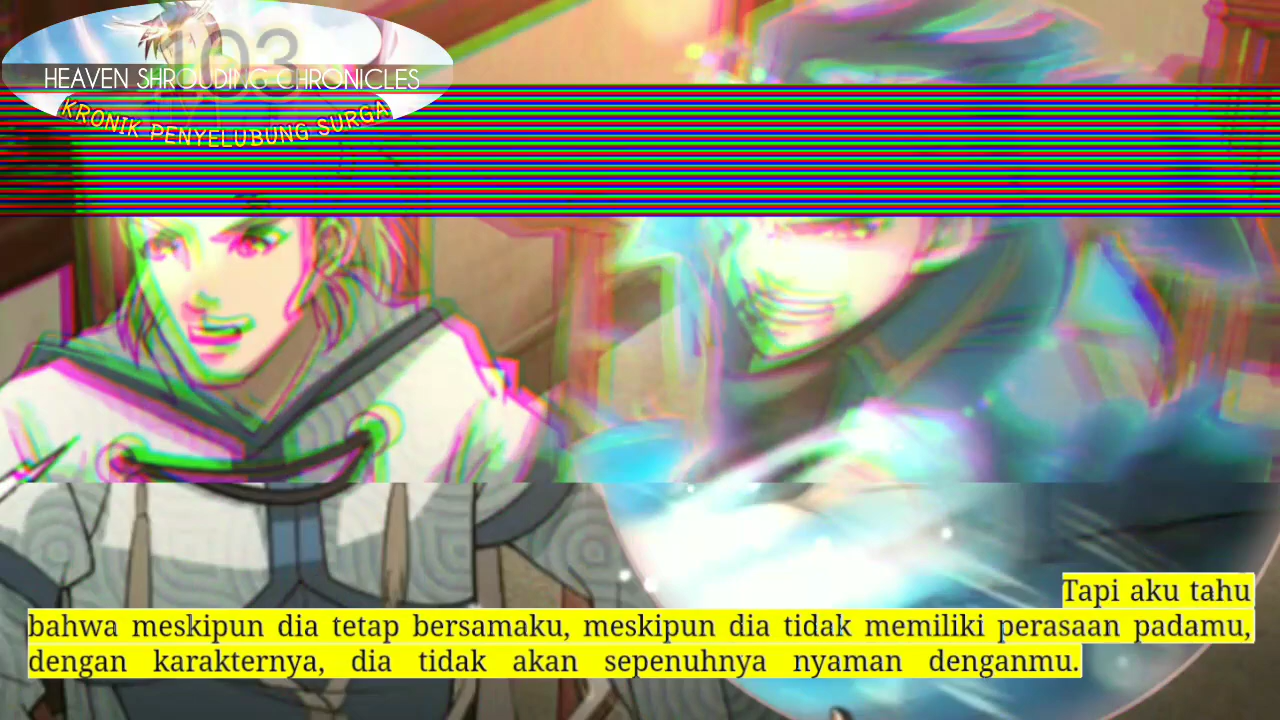 103
HEAVEN SHROUDING CHRONICLES
KRONIK PENYELUBUNG SURGA
Tapi aku tahu
bahwa meskipun dia tetap bersamaku, meskipun dia tidak memiliki perasaan padamu,
dengan karakternya, dia tidak akan sepenuhnya nyaman denganmu.